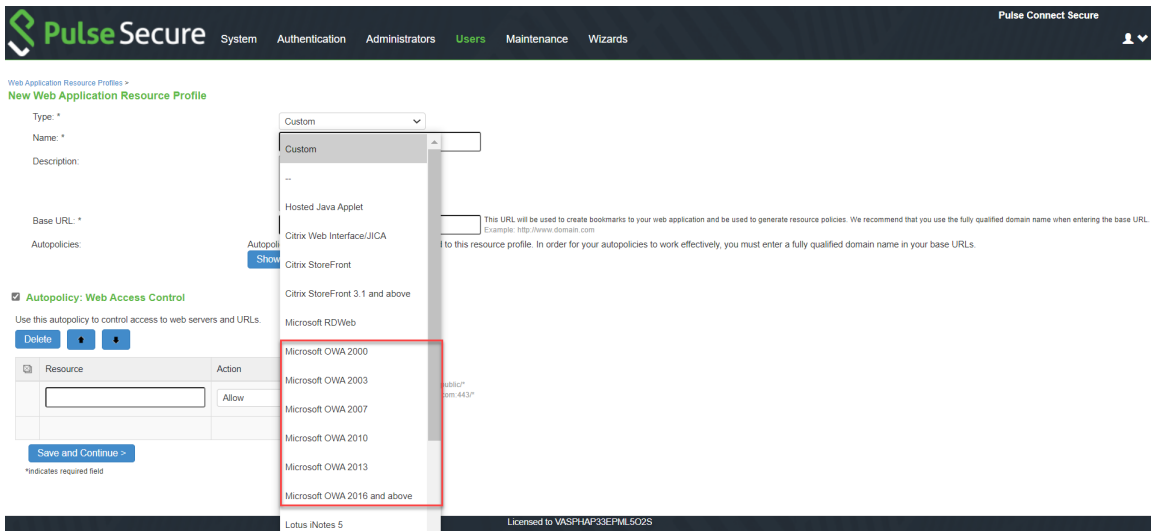 Pulse Connect Secure
Pulse Secure System Authentication Administrators Users Maintenance Wizards
Web Application Resource Profiles >
New Web Application Resource Profile
Type: * Custom
Name: *
Custom
Description:
--
Hosted Java Applet
Base URL: * This URL will be used to create bookmarks to your web application and be used to generate resource policies. We recommend that you use the fully qualified domain name when entering the base URL.
Example: http://www.domain.com
Citrix Web Interface/JICA
Autopolicies: Autopoli d to this resource profile. In order for your autopolicies to work effectively, you must enter a fully qualified domain name in your base URLs.
Show
Citrix StoreFront
Citrix StoreFront 3.1 and above
Autopolicy: Web Access Control
Use this autopolicy to control access to web servers and URLs.
Microsoft RDWeb
Delete
Microsoft OWA 2000
Resource Action
Microsoft OWA 2003
public/*
com:443/*
Allow
Microsoft OWA 2007
Microsoft OWA 2010
Save and Continue >
Microsoft OWA 2013
*indicates required field
Microsoft OWA 2016 and above
Lotus iNotes 5
Licensed to VASPHAP33EPML5O2S